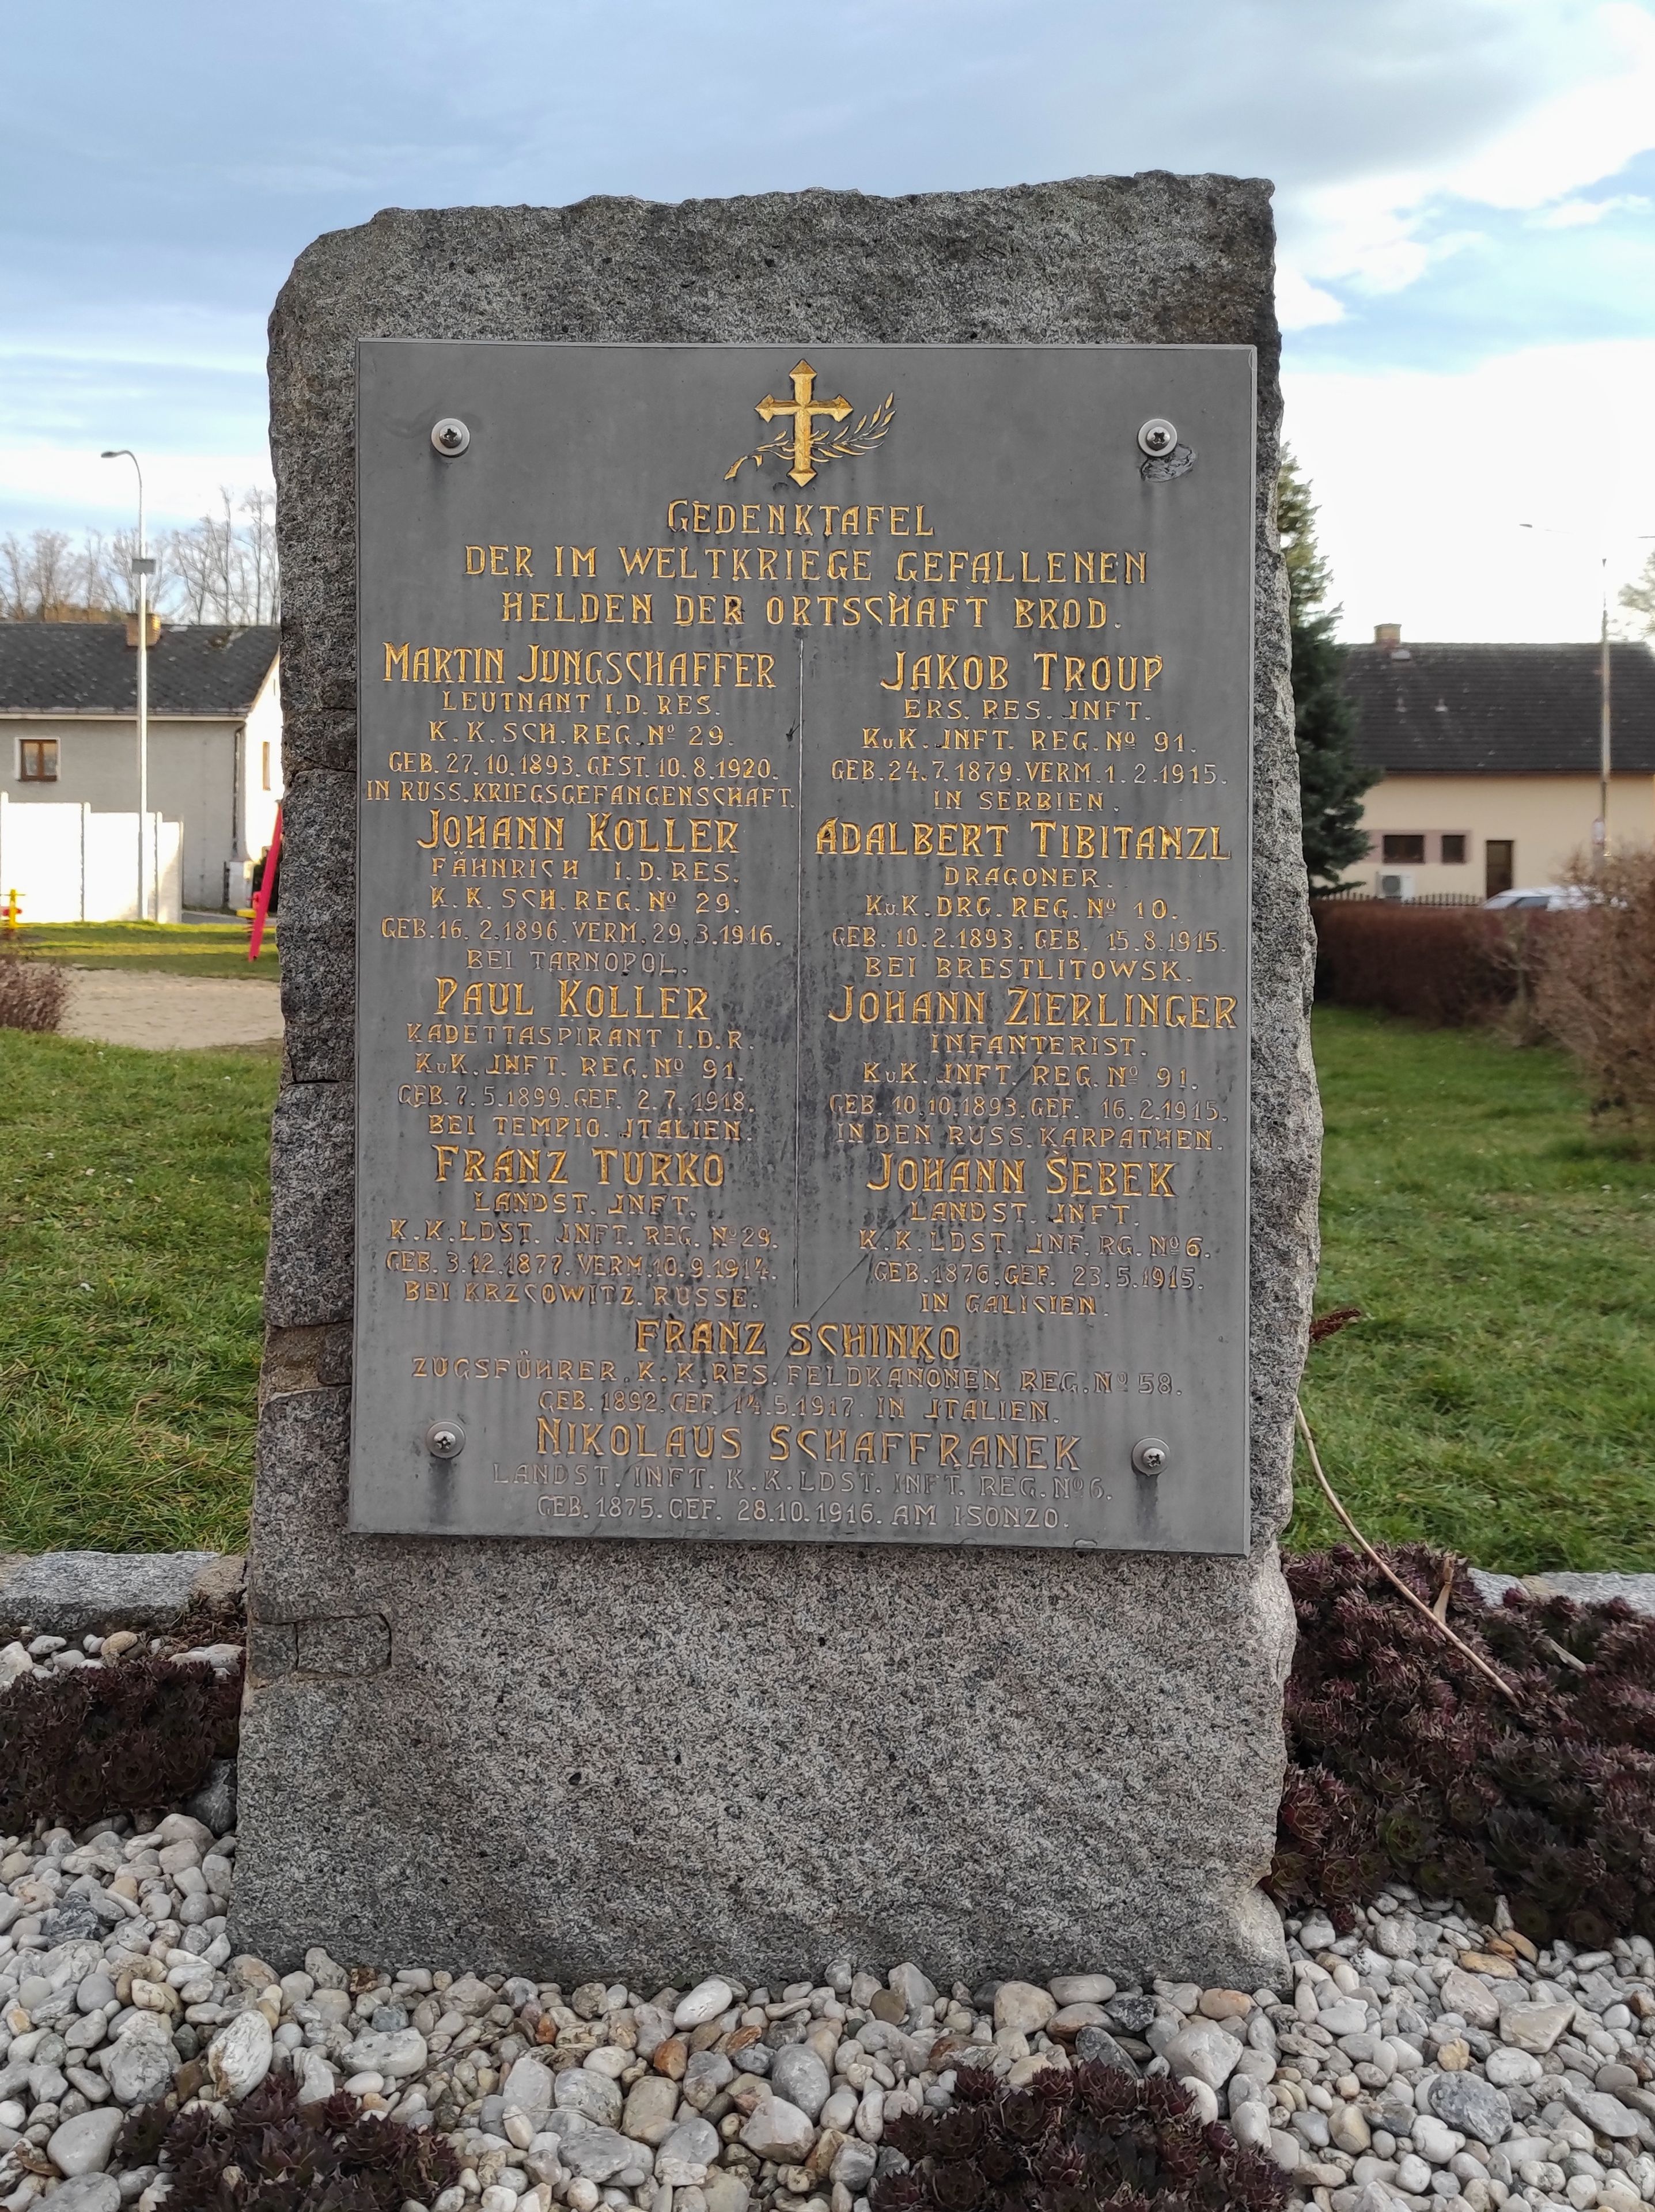 GEDENKTAFEL
DER IM WELTKRIEGE GEFALLENEN
HELDEN DER ORTSCHAFT BROD.
MARTIN JUNGSCHAFFER
LEUTNANT I.D. RES.
K. K. SCH. REG. Nº 29.
GEB. 27.10.1893. GEST. 10.8.1920.
IN RUSS. KRIEGSGEFANGENSCHAFT.
JOHANN KOLLER
FÄHNRICH I.D. RES.
K. K. SCH. REG. Nº 29.
GEB. 16. 2. 1896. VERM. 29. 3. 1916.
BEI TARNOPOL.
PAUL KOLLER
KADETTASPIRANT I.D.R.
K.u.K. JNFT. REG. Nº 91.
GEB. 7. 5. 1899. GEF. 2. 7. 1918.
BEI TEMPIO. JTALIEN.
FRANZ TURKO
LANDST. JNFT.
K. K. LDST. JNFT. REG. Nº 29.
GEB. 3.12.1877. VERM. 10.9.1914.
BEI KRZCOWITZ. RUSSE.
JAKOB TROUP
ERS. RES. JNFT.
K.u.K. JNFT. REG. Nº 91.
GEB. 24. 7. 1879. VERM. 1. 2. 1915.
IN SERBIEN.
ADALBERT TIBITANZL
DRAGONER.
K.u.K. DRG. REG. Nº 10.
GEB. 10. 2. 1893. GEB. 15. 8. 1915.
BEI BRESTLITOWSK.
JOHANN ZIERLINGER
INFANTERIST.
K.u.K. JNFT. REG. Nº 91.
GEB. 10.10.1893. GEF. 16. 2. 1915.
IN DEN RUSS. KARPATHEN.
JOHANN ŠEBEK
LANDST. JNFT.
K. K. LDST. JNF. RG. Nº 6.
GEB. 1876. GEF. 23. 5. 1915.
IN GALICIEN.
FRANZ SCHINKO
ZUGSFÜHRER. K. K. RES. FELDKANONEN REG. Nº 58.
GEB. 1892. GEF. 14. 5. 1917. IN JTALIEN.
NIKOLAUS SCHAFFRANEK
LANDST. INFT. K. K. LDST. INFT. REG. Nº 6.
GEB. 1875. GEF. 28.10.1916. AM ISONZO.